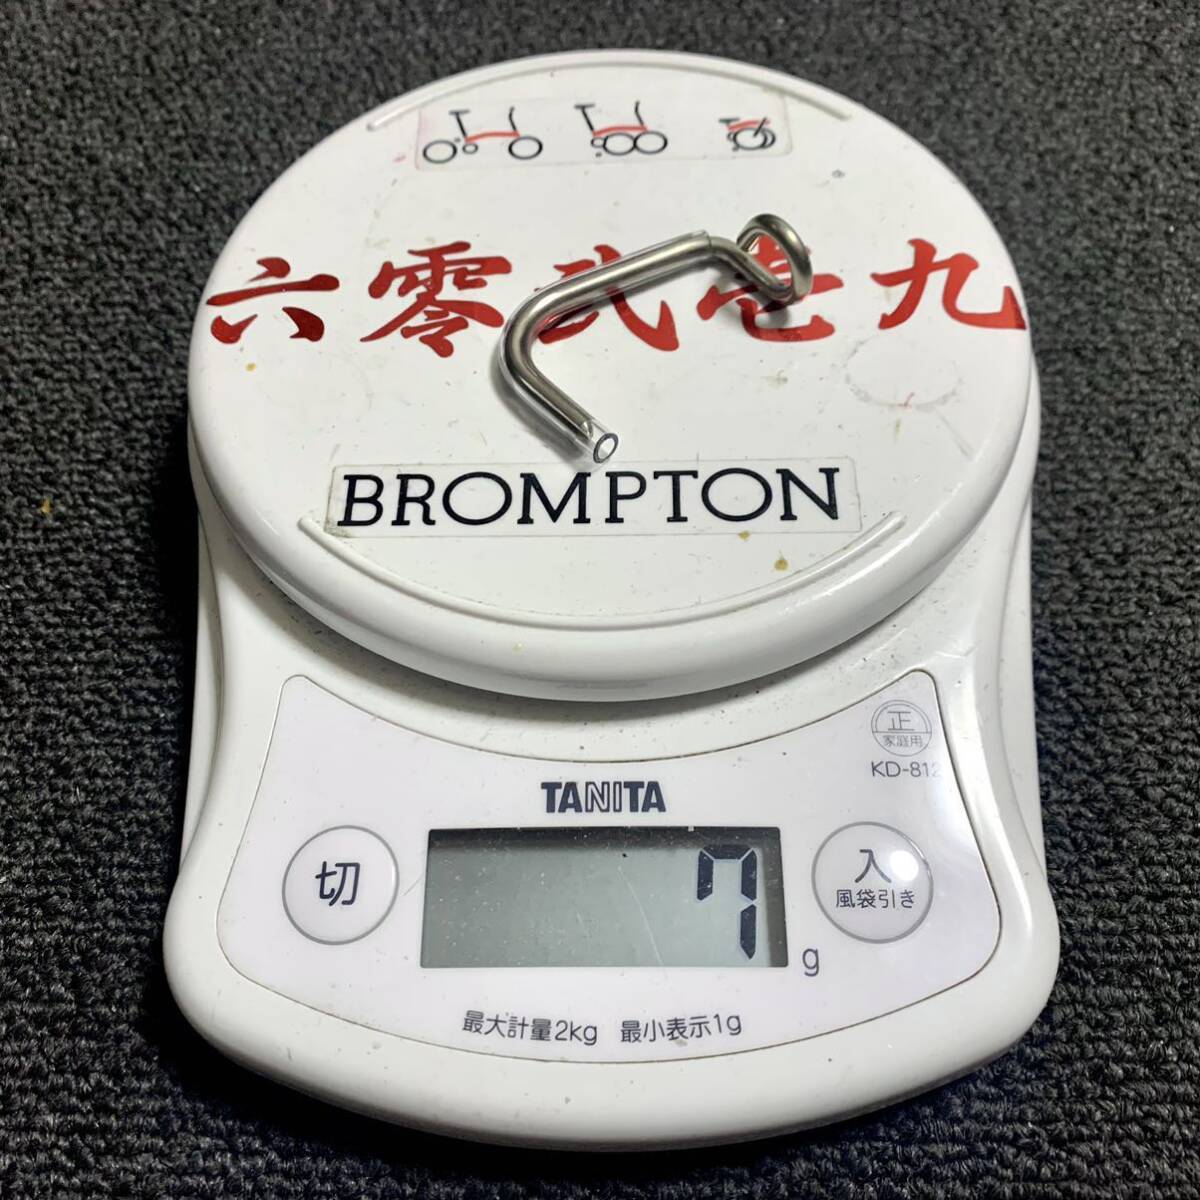 六零弐壱九
BROMPTON
正
家庭用
KD-812
TANITA
切
7
g
入
風袋引き
最大計量2kg 最小表示1g